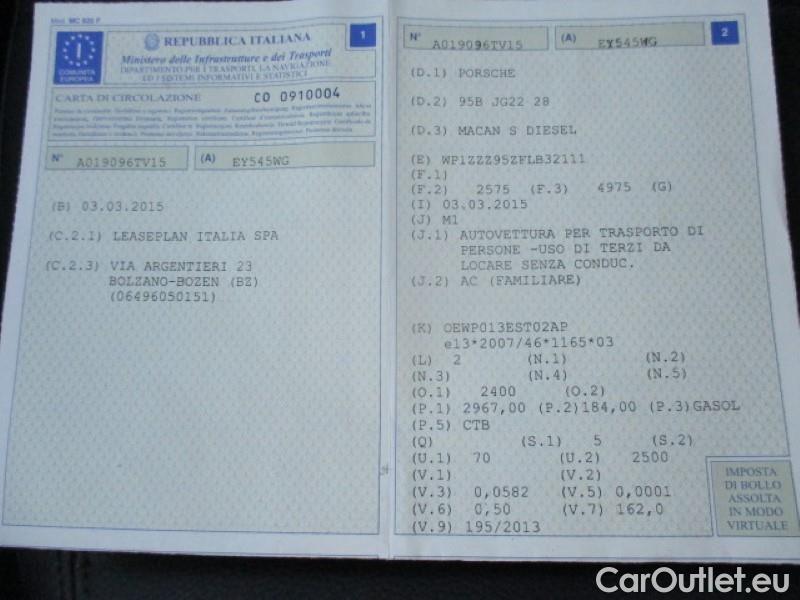 Mod. MC 820 F
I
COMUNITÀ
EUROPEA
REPUBBLICA ITALIANA
1
Ministero delle Infrastrutture e dei Trasporti
DIPARTIMENTO PER I TRASPORTI, LA NAVIGAZIONE
ED I SISTEMI INFORMATIVI E STATISTICI
CARTA DI CIRCOLAZIONE CO 0910004
N° A019096TV15 (A) EY545WG
(B) 03.03.2015
(C.2.1) LEASEPLAN ITALIA SPA
(C.2.3) VIA ARGENTIERI 23
BOLZANO-BOZEN (BZ)
(06496050151)
N° A019096TV15 (A) EY545WG 2
(D.1) PORSCHE
(D.2) 95B JG22 28
(D.3) MACAN S DIESEL
(E) WP1ZZZ95ZFLB32111
(F.1)
(F.2) 2575 (F.3) 4975 (G)
(I) 03.03.2015
(J) M1
(J.1) AUTOVETTURA PER TRASPORTO DI
PERSONE -USO DI TERZI DA
LOCARE SENZA CONDUC.
(J.2) AC (FAMILIARE)
(K) OEWP013EST02AP
e13*2007/46*1165*03
(L) 2 (N.1) (N.2)
(N.3) (N.4) (N.5)
(O.1) 2400 (O.2)
(P.1) 2967,00 (P.2)184,00 (P.3)GASOL
(P.5) CTB
(Q) (S.1) 5 (S.2)
(U.1) 70 (U.2) 2500
(V.1) (V.2)
(V.3) 0,0582 (V.5) 0,0001
(V.6) 0,50 (V.7) 162,0
(V.9) 195/2013
IMPOSTA
DI BOLLO
ASSOLTA
IN MODO
VIRTUALE
CarOutlet.eu